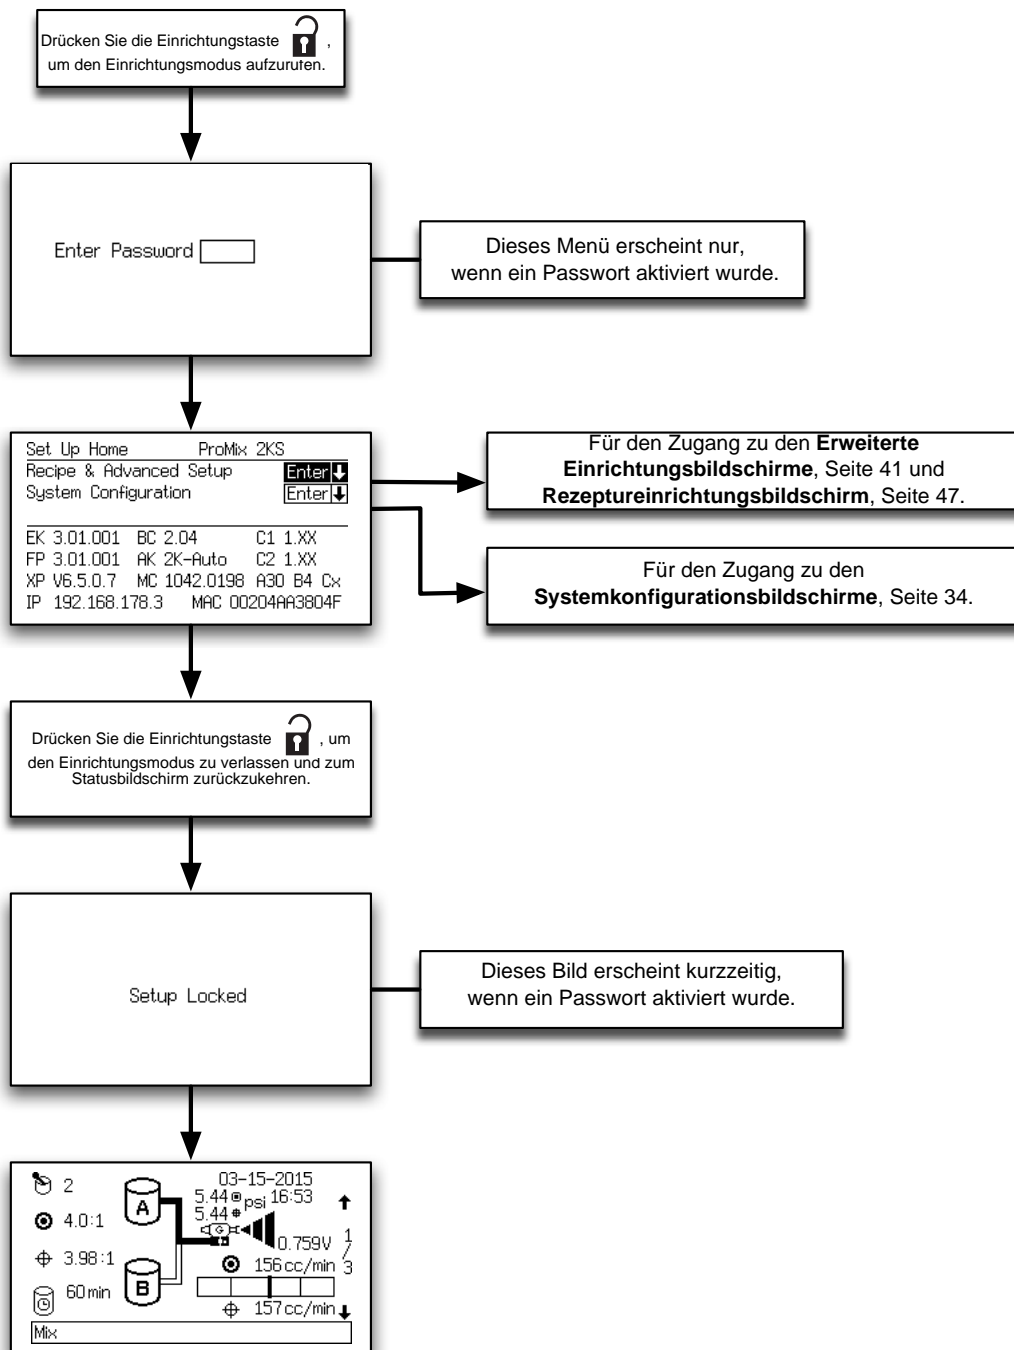 Drücken Sie die Einrichtungstaste ,
um den Einrichtungsmodus aufzurufen.
Enter Password
Dieses Menü erscheint nur,
wenn ein Passwort aktiviert wurde.
Set Up Home ProMix 2KS
Recipe & Advanced Setup Enter
System Configuration Enter
EK 3.01.001 BC 2.04 C1 1.XX
FP 3.01.001 AK 2K-Auto C2 1.XX
XP V6.5.0.7 MC 1042.0198 A30 B4 Cx
IP 192.168.178.3 MAC 00204AA3804F
Für den Zugang zu den Erweiterte
Einrichtungsbildschirme, Seite 41 und
Rezeptureinrichtungsbildschirm, Seite 47.
Für den Zugang zu den
Systemkonfigurationsbildschirme, Seite 34.
Drücken Sie die Einrichtungstaste , um
den Einrichtungsmodus zu verlassen und zum
Statusbildschirm zurückzukehren.
Setup Locked
Dieses Bild erscheint kurzzeitig,
wenn ein Passwort aktiviert wurde.
03-15-2015
2 A 5.44 psi 16:53
5.44
4.0:1 G
0.759V 1/3
3.98:1 156 cc/min
60 min B
157 cc/min
Mix